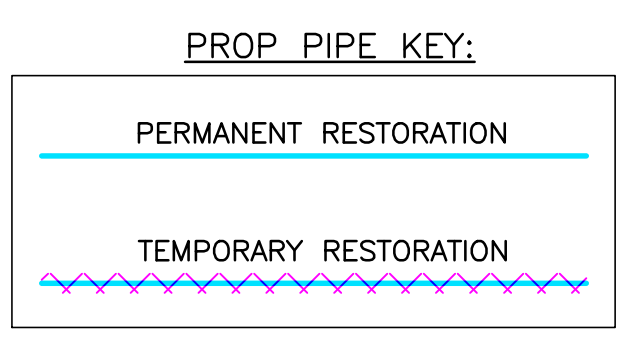 PROP PIPE KEY:
PERMANENT RESTORATION
TEMPORARY RESTORATION